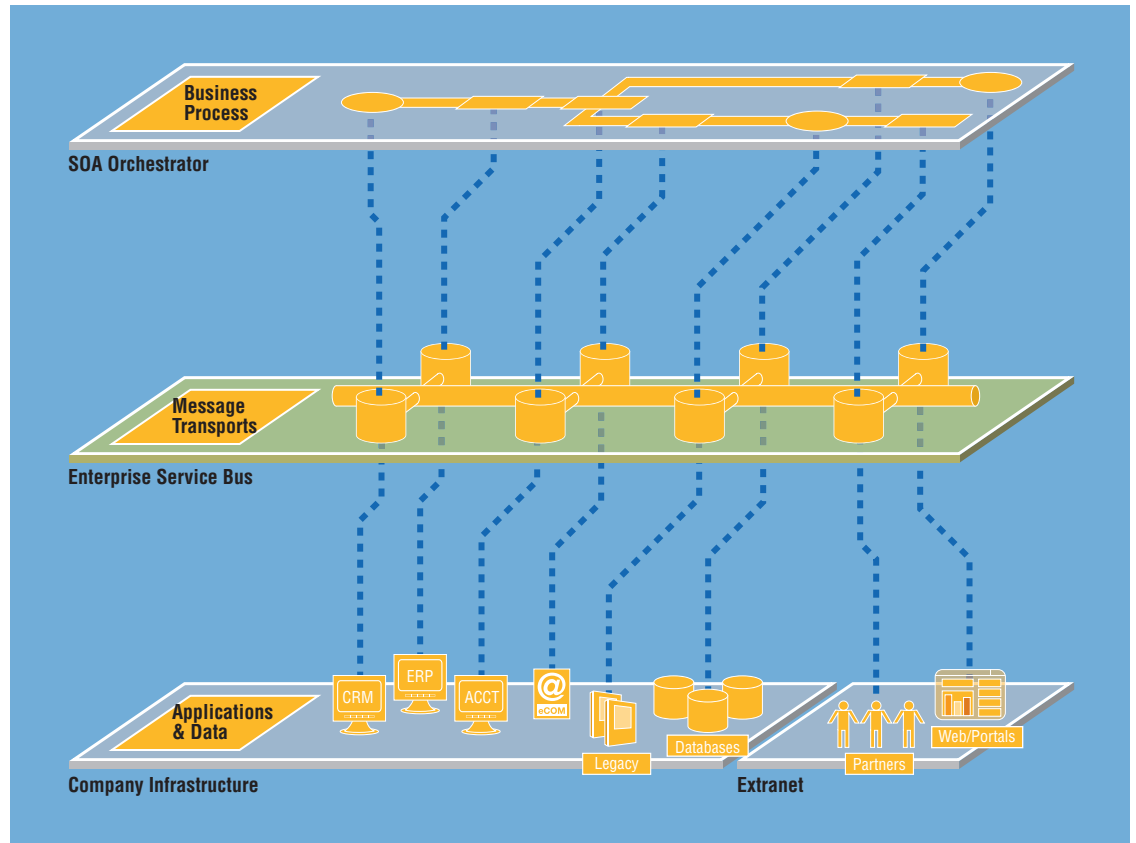 Business
Process
SOA Orchestrator
Message
Transports
Enterprise Service Bus
CRM
ERP
ACCT
@
eCOM
Applications
& Data
Legacy
Databases
Partners
Web/Portals
Company Infrastructure
Extranet